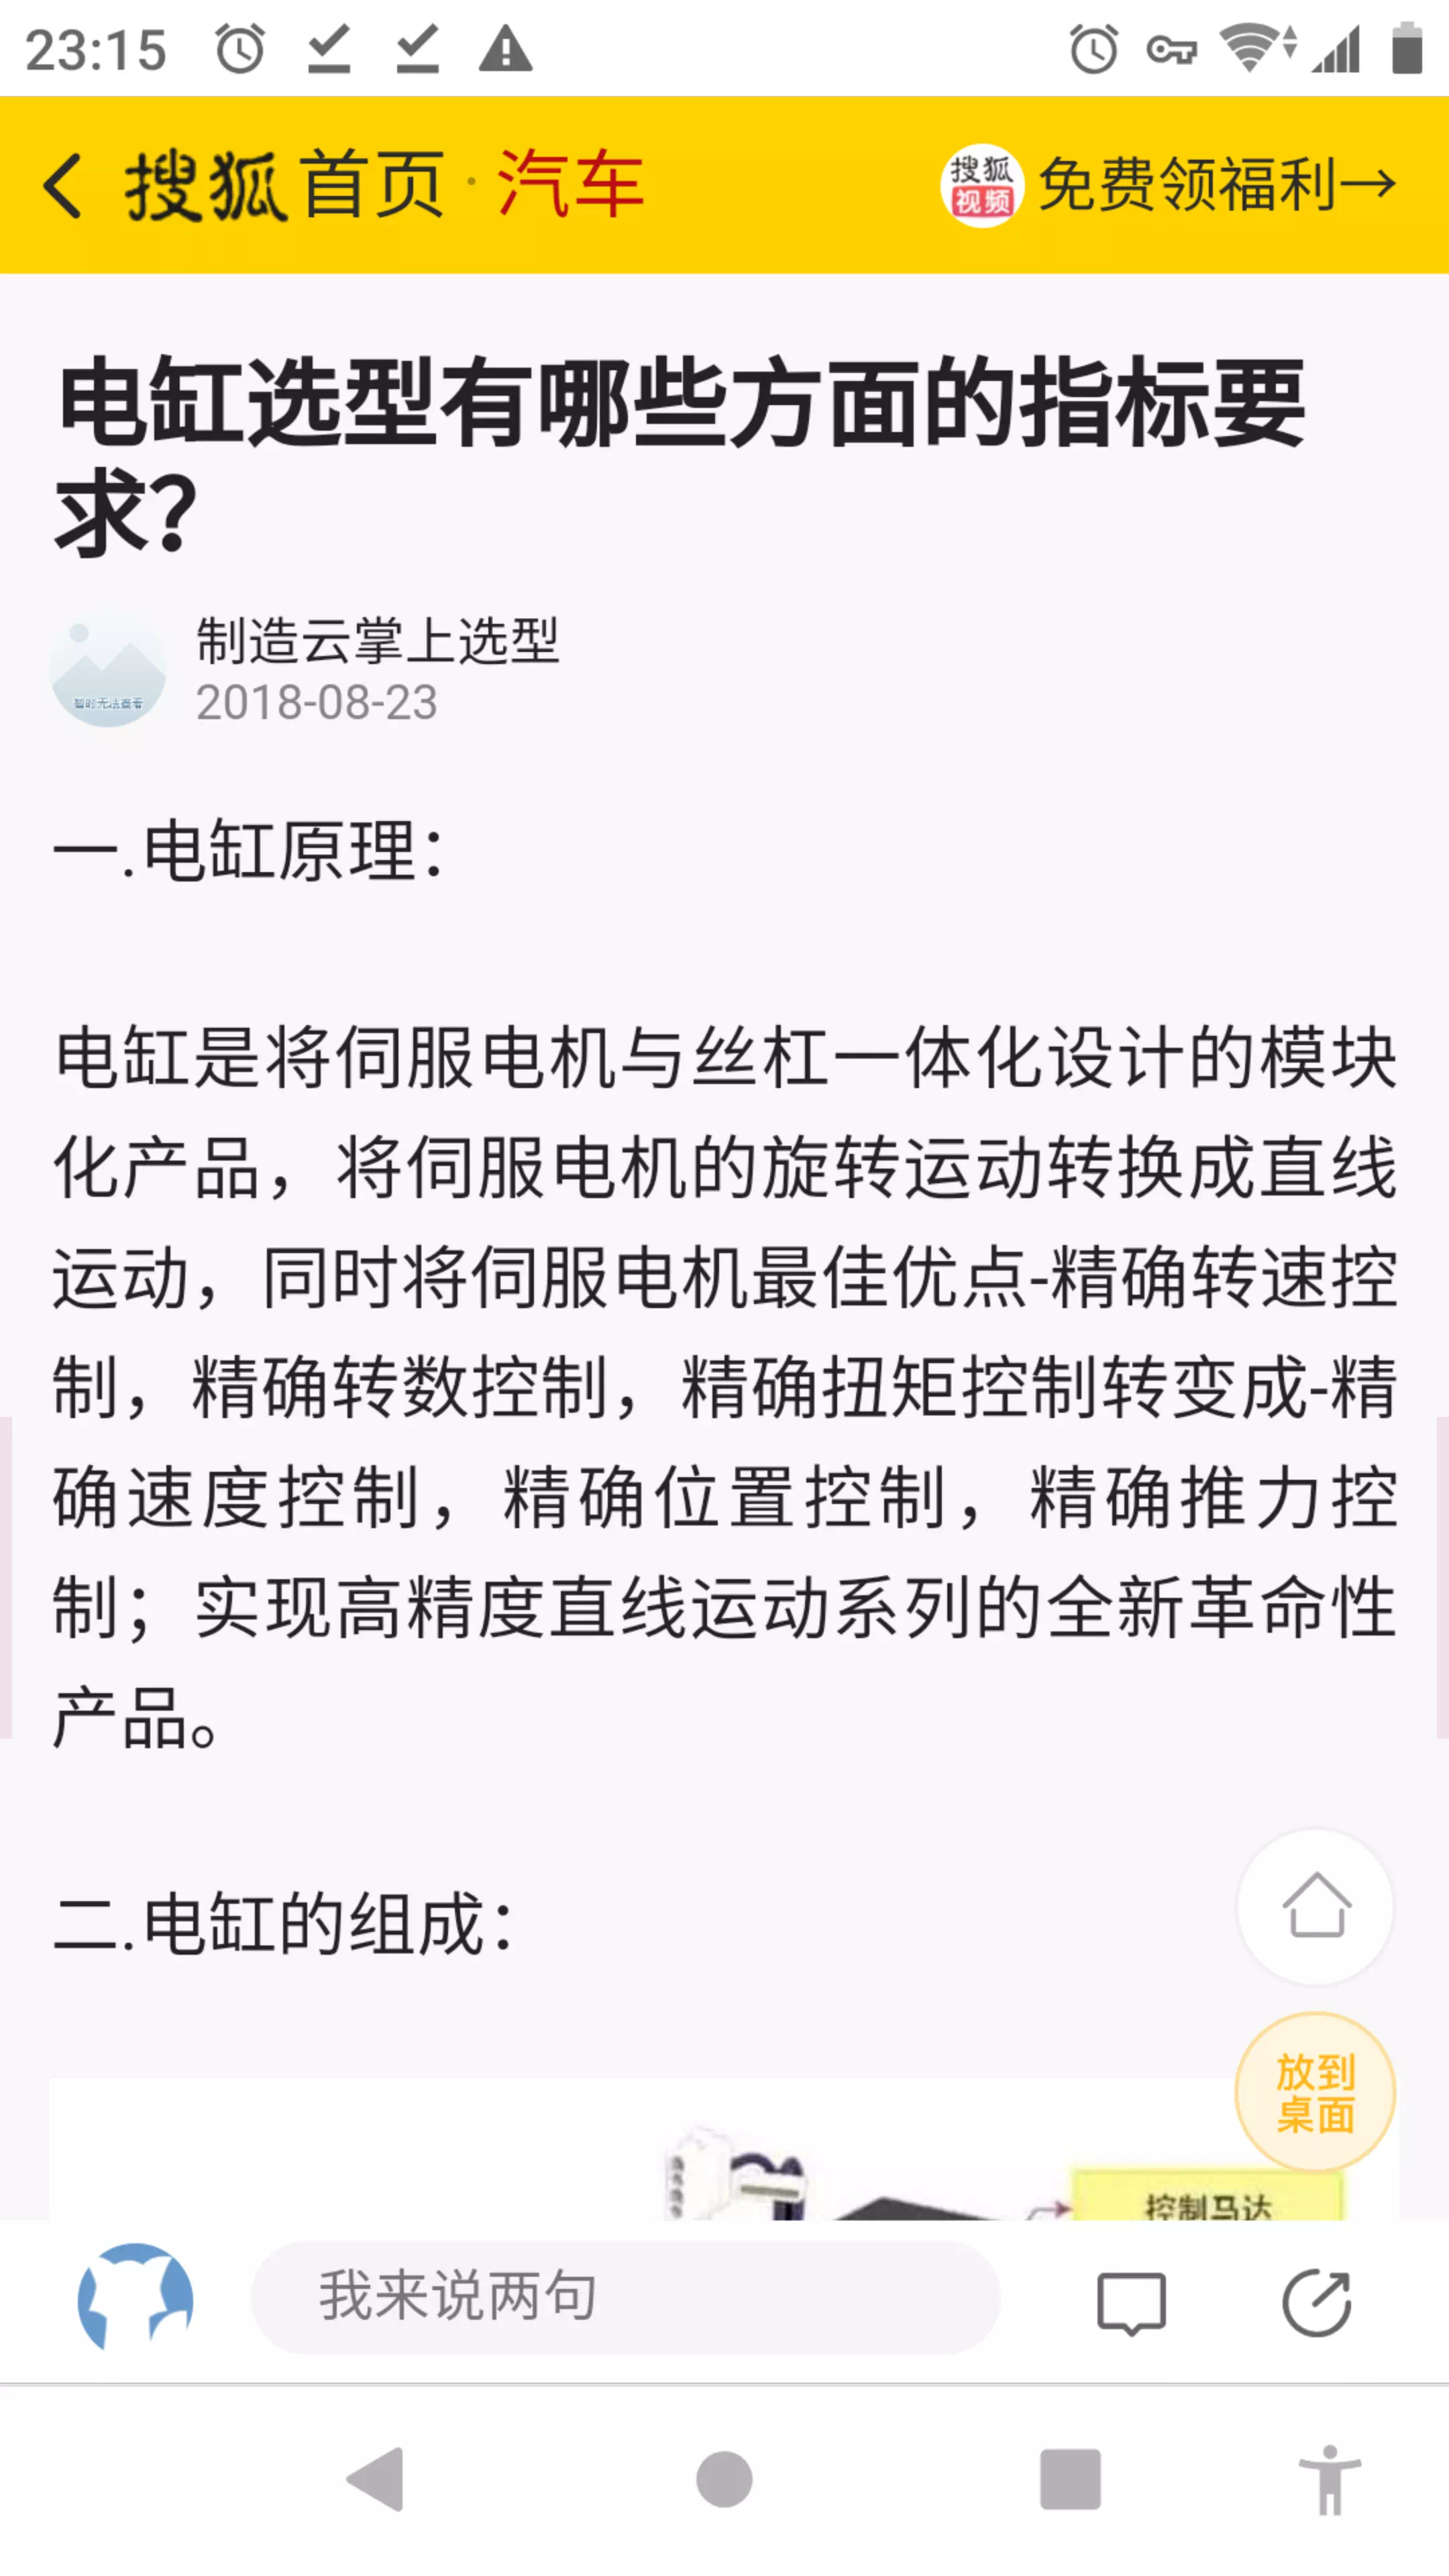 23:15
搜狐首页·汽车
搜狐视频
免费领福利→
电缸选型有哪些方面的指标要
求？
制造云掌上选型
2018-08-23
暂时无法查看
一.电缸原理：
电缸是将伺服电机与丝杠一体化设计的模块
化产品，将伺服电机的旋转运动转换成直线
运动，同时将伺服电机最佳优点-精确转速控
制，精确转数控制，精确扭矩控制转变成-精
确速度控制，精确位置控制，精确推力控
制；实现高精度直线运动系列的全新革命性
产品。
二.电缸的组成：
放到
桌面
控制马达
我来说两句